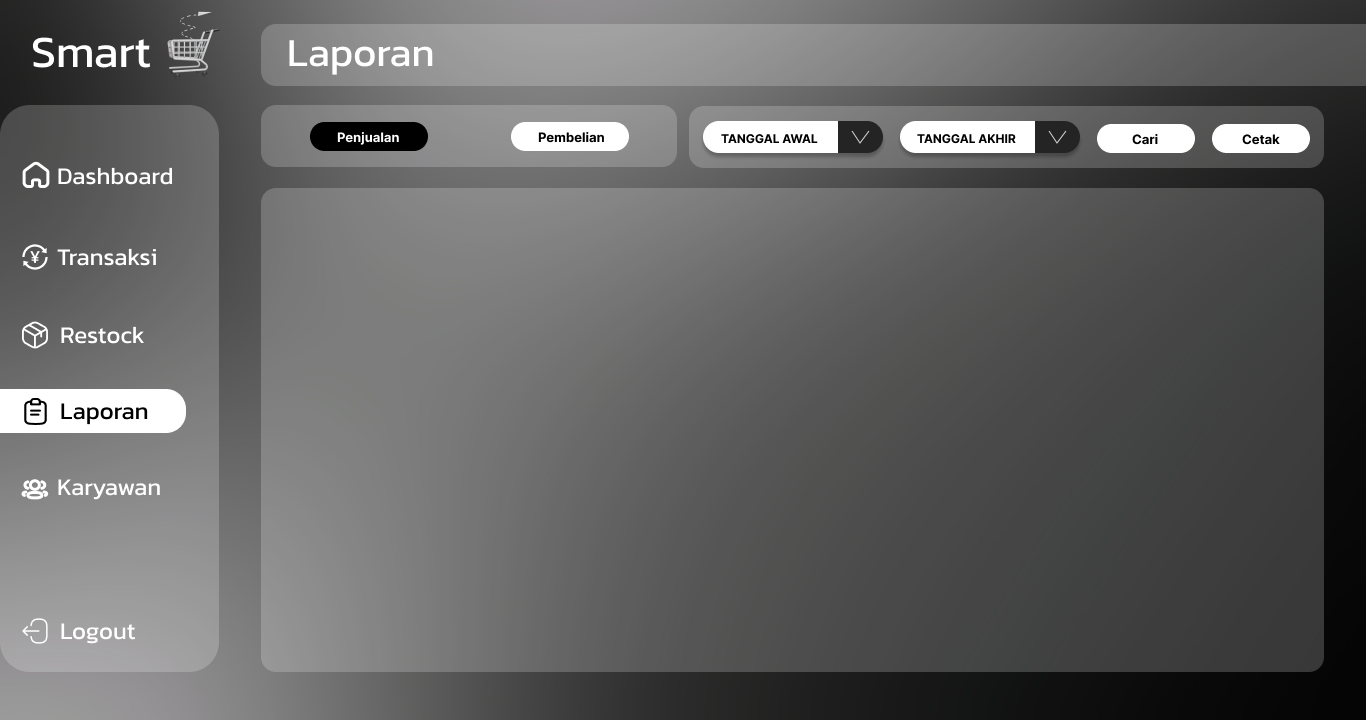 Smart
Laporan
Penjualan
Pembelian
TANGGAL AWAL
TANGGAL AKHIR
Cari
Cetak
Dashboard
Transaksi
Restock
Laporan
Karyawan
Logout